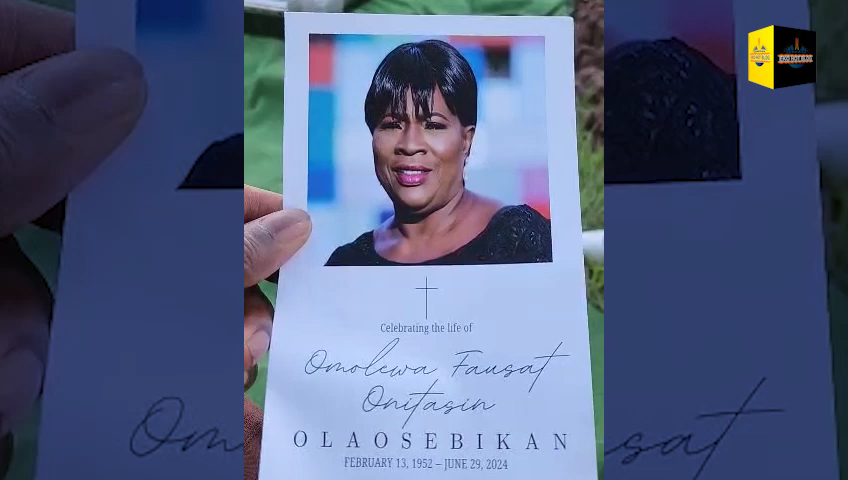 Celebrating the life of
Omolewa Fausat
Onitasin
OLAOSEBIKAN
FEBRUARY 13, 1952 – JUNE 29, 2024